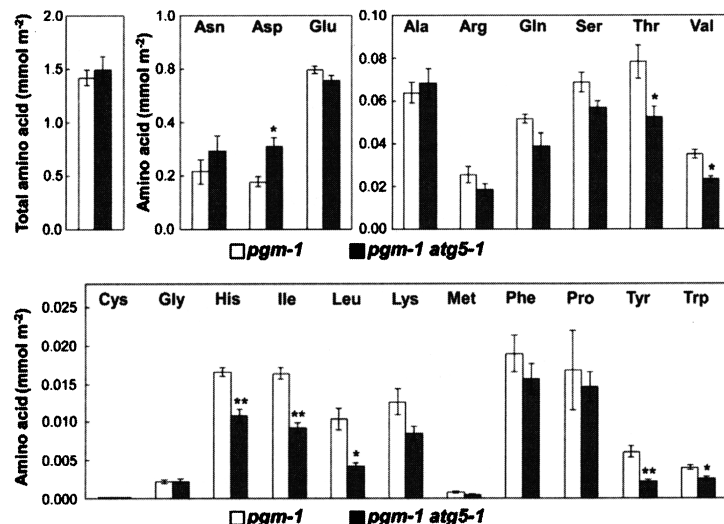 Total amino acid (mmol m⁻²)
2.0
1.5
1.0
0.5
0.0
Amino acid (mmol m⁻²)
1.0
0.8
0.6
0.4
0.2
0.0
Asn Asp Glu
*
0.10
0.08
0.06
0.04
0.02
0.00
Ala Arg Gln Ser Thr Val
* *
pgm-1 pgm-1 atg5-1
Amino acid (mmol m⁻²)
0.025
0.020
0.015
0.010
0.005
0.000
Cys Gly His Ile Leu Lys Met Phe Pro Tyr Trp
** ** * ** *
pgm-1 pgm-1 atg5-1